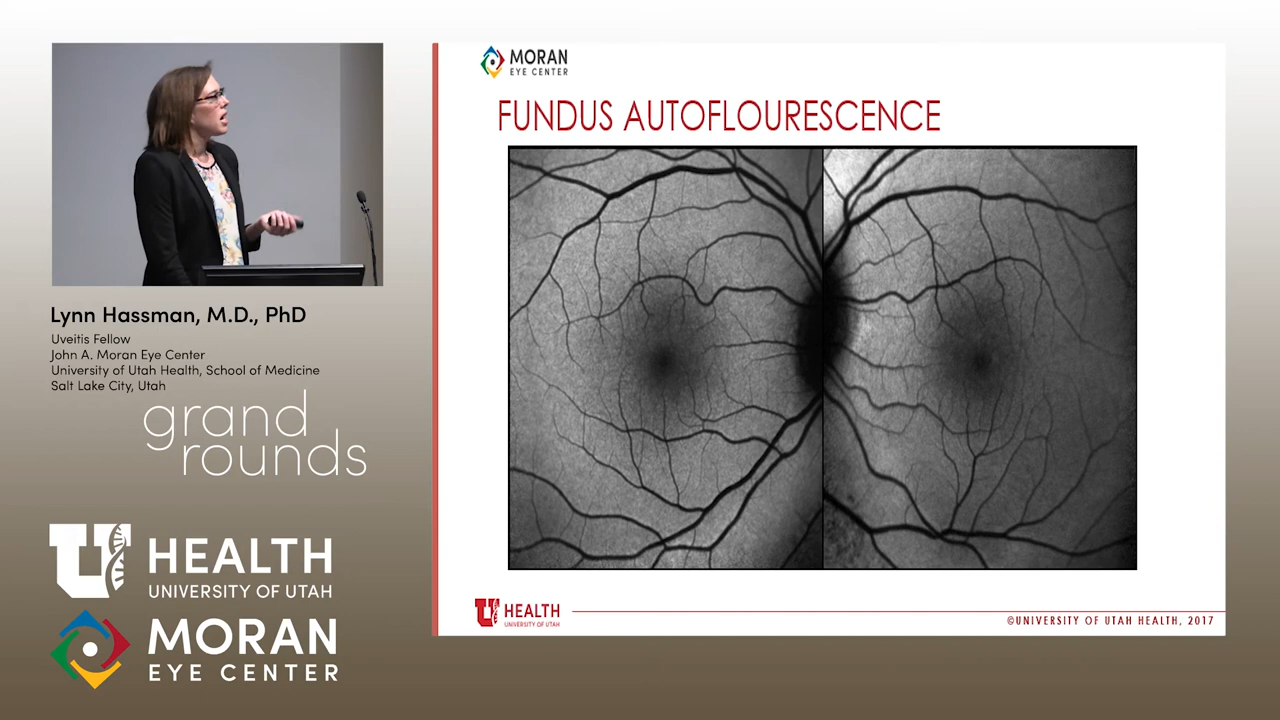 Lynn Hassman, M.D., PhD
Uveitis Fellow
John A. Moran Eye Center
University of Utah Health, School of Medicine
Salt Lake City, Utah
grand
rounds
U HEALTH
UNIVERSITY OF UTAH
MORAN
EYE CENTER
MORAN
EYE CENTER
FUNDUS AUTOFLOURESCENCE
U HEALTH
UNIVERSITY OF UTAH
©UNIVERSITY OF UTAH HEALTH, 2017